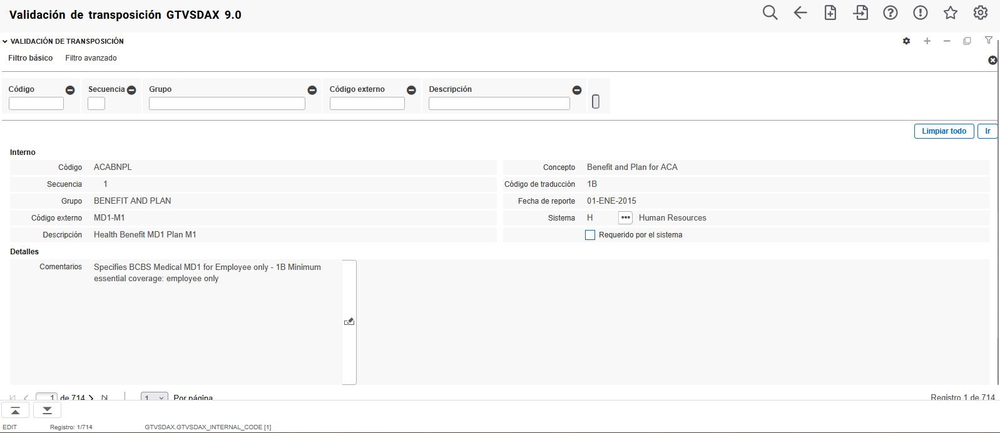 Validación de transposición GTVSDAX 9.0
VALIDACIÓN DE TRANSPOSICIÓN
Filtro básico Filtro avanzado
Código Secuencia Grupo Código externo Descripción
Limpiar todo Ir
Interno
Código ACABNPL Concepto Benefit and Plan for ACA
Secuencia 1 Código de traducción 1B
Grupo BENEFIT AND PLAN Fecha de reporte 01-ENE-2015
Código externo MD1-M1 Sistema H ••• Human Resources
Descripción Health Benefit MD1 Plan M1 Requerido por el sistema
Detalles
Comentarios Specifies BCBS Medical MD1 for Employee only - 1B Minimum
essential coverage: employee only
1 de 714 1 Por página Registro 1 de 714
EDIT Registro: 1/714 GTVSDAX.GTVSDAX_INTERNAL_CODE [1]